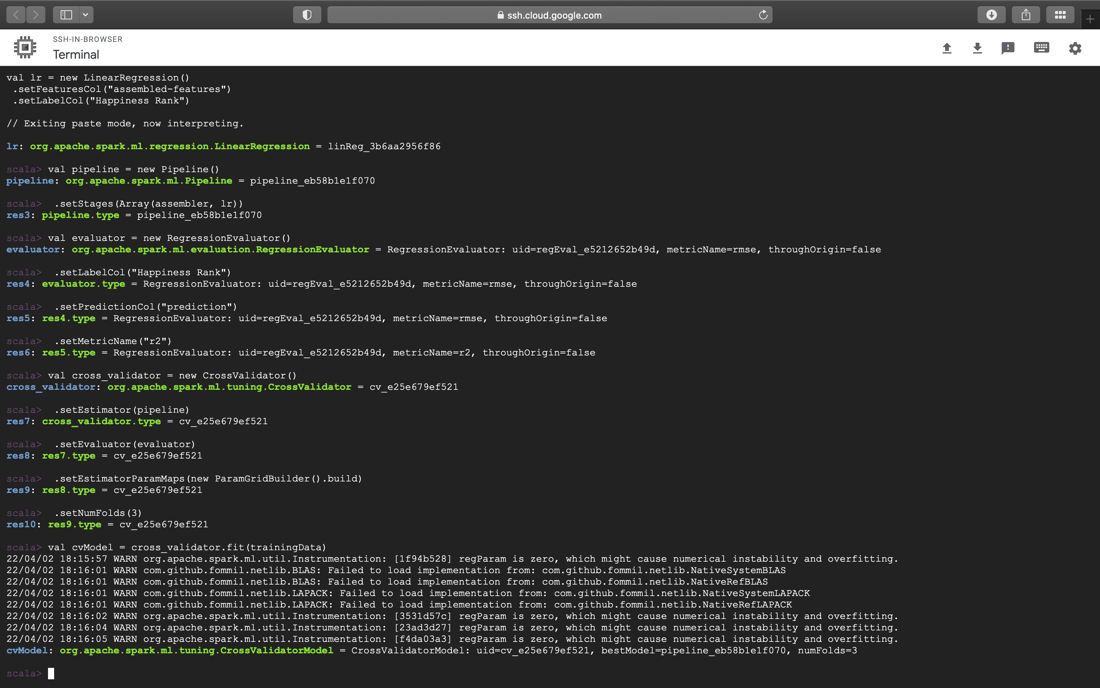 ssh.cloud.google.com
SSH-IN-BROWSER
Terminal
val lr = new LinearRegression()
 .setFeaturesCol("assembled-features")
 .setLabelCol("Happiness Rank")
// Exiting paste mode, now interpreting.
lr: org.apache.spark.ml.regression.LinearRegression = linReg_3b6aa2956f86
scala> val pipeline = new Pipeline()
pipeline: org.apache.spark.ml.Pipeline = pipeline_eb58b1e1f070
scala>  .setStages(Array(assembler, lr))
res3: pipeline.type = pipeline_eb58b1e1f070
scala> val evaluator = new RegressionEvaluator()
evaluator: org.apache.spark.ml.evaluation.RegressionEvaluator = RegressionEvaluator: uid=regEval_e5212652b49d, metricName=rmse, throughOrigin=false
scala>  .setLabelCol("Happiness Rank")
res4: evaluator.type = RegressionEvaluator: uid=regEval_e5212652b49d, metricName=rmse, throughOrigin=false
scala>  .setPredictionCol("prediction")
res5: res4.type = RegressionEvaluator: uid=regEval_e5212652b49d, metricName=rmse, throughOrigin=false
scala>  .setMetricName("r2")
res6: res5.type = RegressionEvaluator: uid=regEval_e5212652b49d, metricName=r2, throughOrigin=false
scala> val cross_validator = new CrossValidator()
cross_validator: org.apache.spark.ml.tuning.CrossValidator = cv_e25e679ef521
scala>  .setEstimator(pipeline)
res7: cross_validator.type = cv_e25e679ef521
scala>  .setEvaluator(evaluator)
res8: res7.type = cv_e25e679ef521
scala>  .setEstimatorParamMaps(new ParamGridBuilder().build)
res9: res8.type = cv_e25e679ef521
scala>  .setNumFolds(3)
res10: res9.type = cv_e25e679ef521
scala> val cvModel = cross_validator.fit(trainingData)
22/04/02 18:15:57 WARN org.apache.spark.ml.util.Instrumentation: [1f94b528] regParam is zero, which might cause numerical instability and overfitting.
22/04/02 18:16:01 WARN com.github.fommil.netlib.BLAS: Failed to load implementation from: com.github.fommil.netlib.NativeSystemBLAS
22/04/02 18:16:01 WARN com.github.fommil.netlib.BLAS: Failed to load implementation from: com.github.fommil.netlib.NativeRefBLAS
22/04/02 18:16:01 WARN com.github.fommil.netlib.LAPACK: Failed to load implementation from: com.github.fommil.netlib.NativeSystemLAPACK
22/04/02 18:16:01 WARN com.github.fommil.netlib.LAPACK: Failed to load implementation from: com.github.fommil.netlib.NativeRefLAPACK
22/04/02 18:16:02 WARN org.apache.spark.ml.util.Instrumentation: [3531d57c] regParam is zero, which might cause numerical instability and overfitting.
22/04/02 18:16:04 WARN org.apache.spark.ml.util.Instrumentation: [23ad3d27] regParam is zero, which might cause numerical instability and overfitting.
22/04/02 18:16:05 WARN org.apache.spark.ml.util.Instrumentation: [f4da03a3] regParam is zero, which might cause numerical instability and overfitting.
cvModel: org.apache.spark.ml.tuning.CrossValidatorModel = CrossValidatorModel: uid=cv_e25e679ef521, bestModel=pipeline_eb58b1e1f070, numFolds=3
scala>